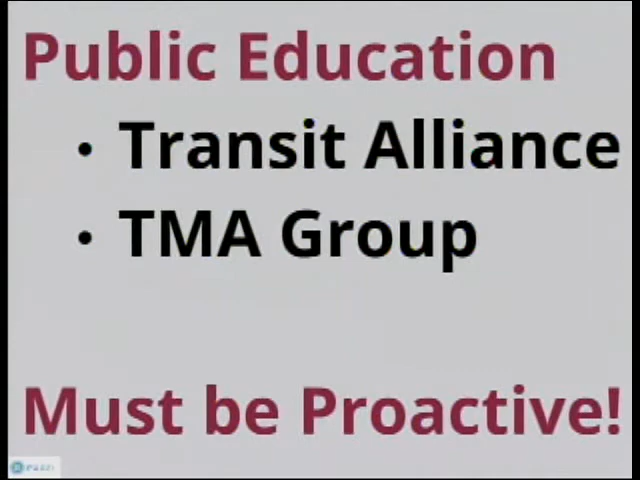 Public Education
• Transit Alliance
• TMA Group
Must be Proactive!